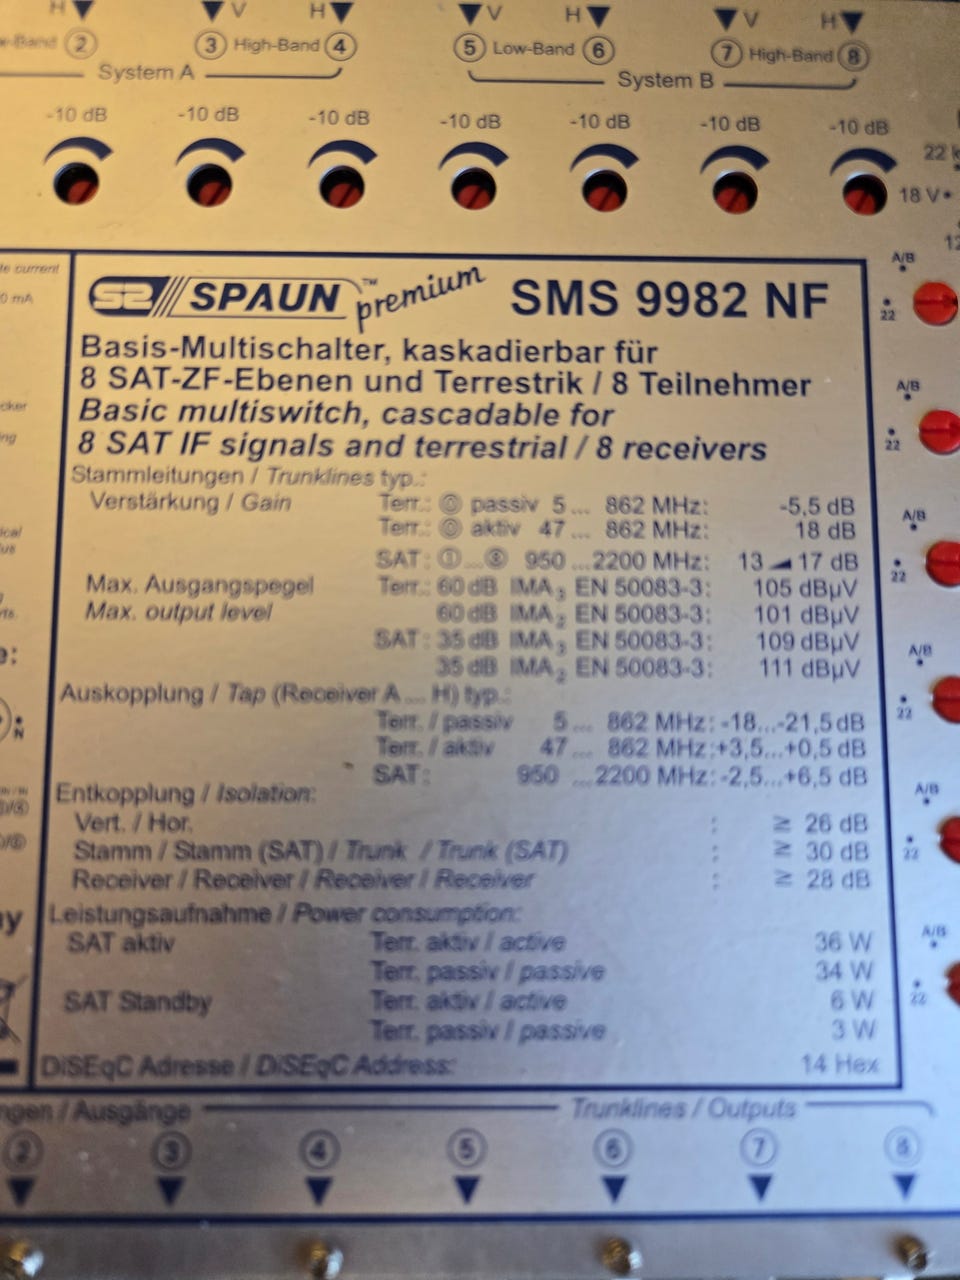 H V H V H V H
② ③ High-Band ④ ⑤ Low-Band ⑥ ⑦ High-Band ⑧
System A System B
-10 dB -10 dB -10 dB -10 dB -10 dB -10 dB -10 dB
22
18 V
12
A/B
22
A/B
22
A/B
22
A/B
22
A/B
22
A/B
22
SPAUN ™ premium SMS 9982 NF
Basis-Multischalter, kaskadierbar für
8 SAT-ZF-Ebenen und Terrestrik / 8 Teilnehmer
Basic multiswitch, cascadable for
8 SAT IF signals and terrestrial / 8 receivers
Stammleitungen / Trunklines typ.:
Verstärkung / Gain Terr.: ⓪ passiv 5 ... 862 MHz: -5,5 dB
Terr.: ⓪ aktiv 47 ... 862 MHz: 18 dB
SAT: ①...⑧ 950 ...2200 MHz: 13 ◢ 17 dB
Max. Ausgangspegel Terr.: 60 dB IMA₃ EN 50083-3: 105 dBµV
Max. output level 60 dB IMA₂ EN 50083-3: 101 dBµV
SAT: 35 dB IMA₃ EN 50083-3: 109 dBµV
35 dB IMA₂ EN 50083-3: 111 dBµV
Auskopplung / Tap (Receiver A ... H) typ.:
Terr. / passiv 5 ... 862 MHz: -18...-21,5 dB
Terr. / aktiv 47 ... 862 MHz: +3,5...+0,5 dB
SAT: 950 ...2200 MHz: -2,5...+6,5 dB
Entkopplung / Isolation:
Vert. / Hor. : ≥ 26 dB
Stamm / Stamm (SAT) / Trunk / Trunk (SAT) : ≥ 30 dB
Receiver / Receiver / Receiver / Receiver : ≥ 28 dB
Leistungsaufnahme / Power consumption:
SAT aktiv Terr. aktiv / active 36 W
Terr. passiv / passive 34 W
SAT Standby Terr. aktiv / active 6 W
Terr. passiv / passive 3 W
DiSEqC Adresse / DiSEqC Address: 14 Hex
/ Ausgänge Trunklines / Outputs
② ③ ④ ⑤ ⑥ ⑦ ⑧